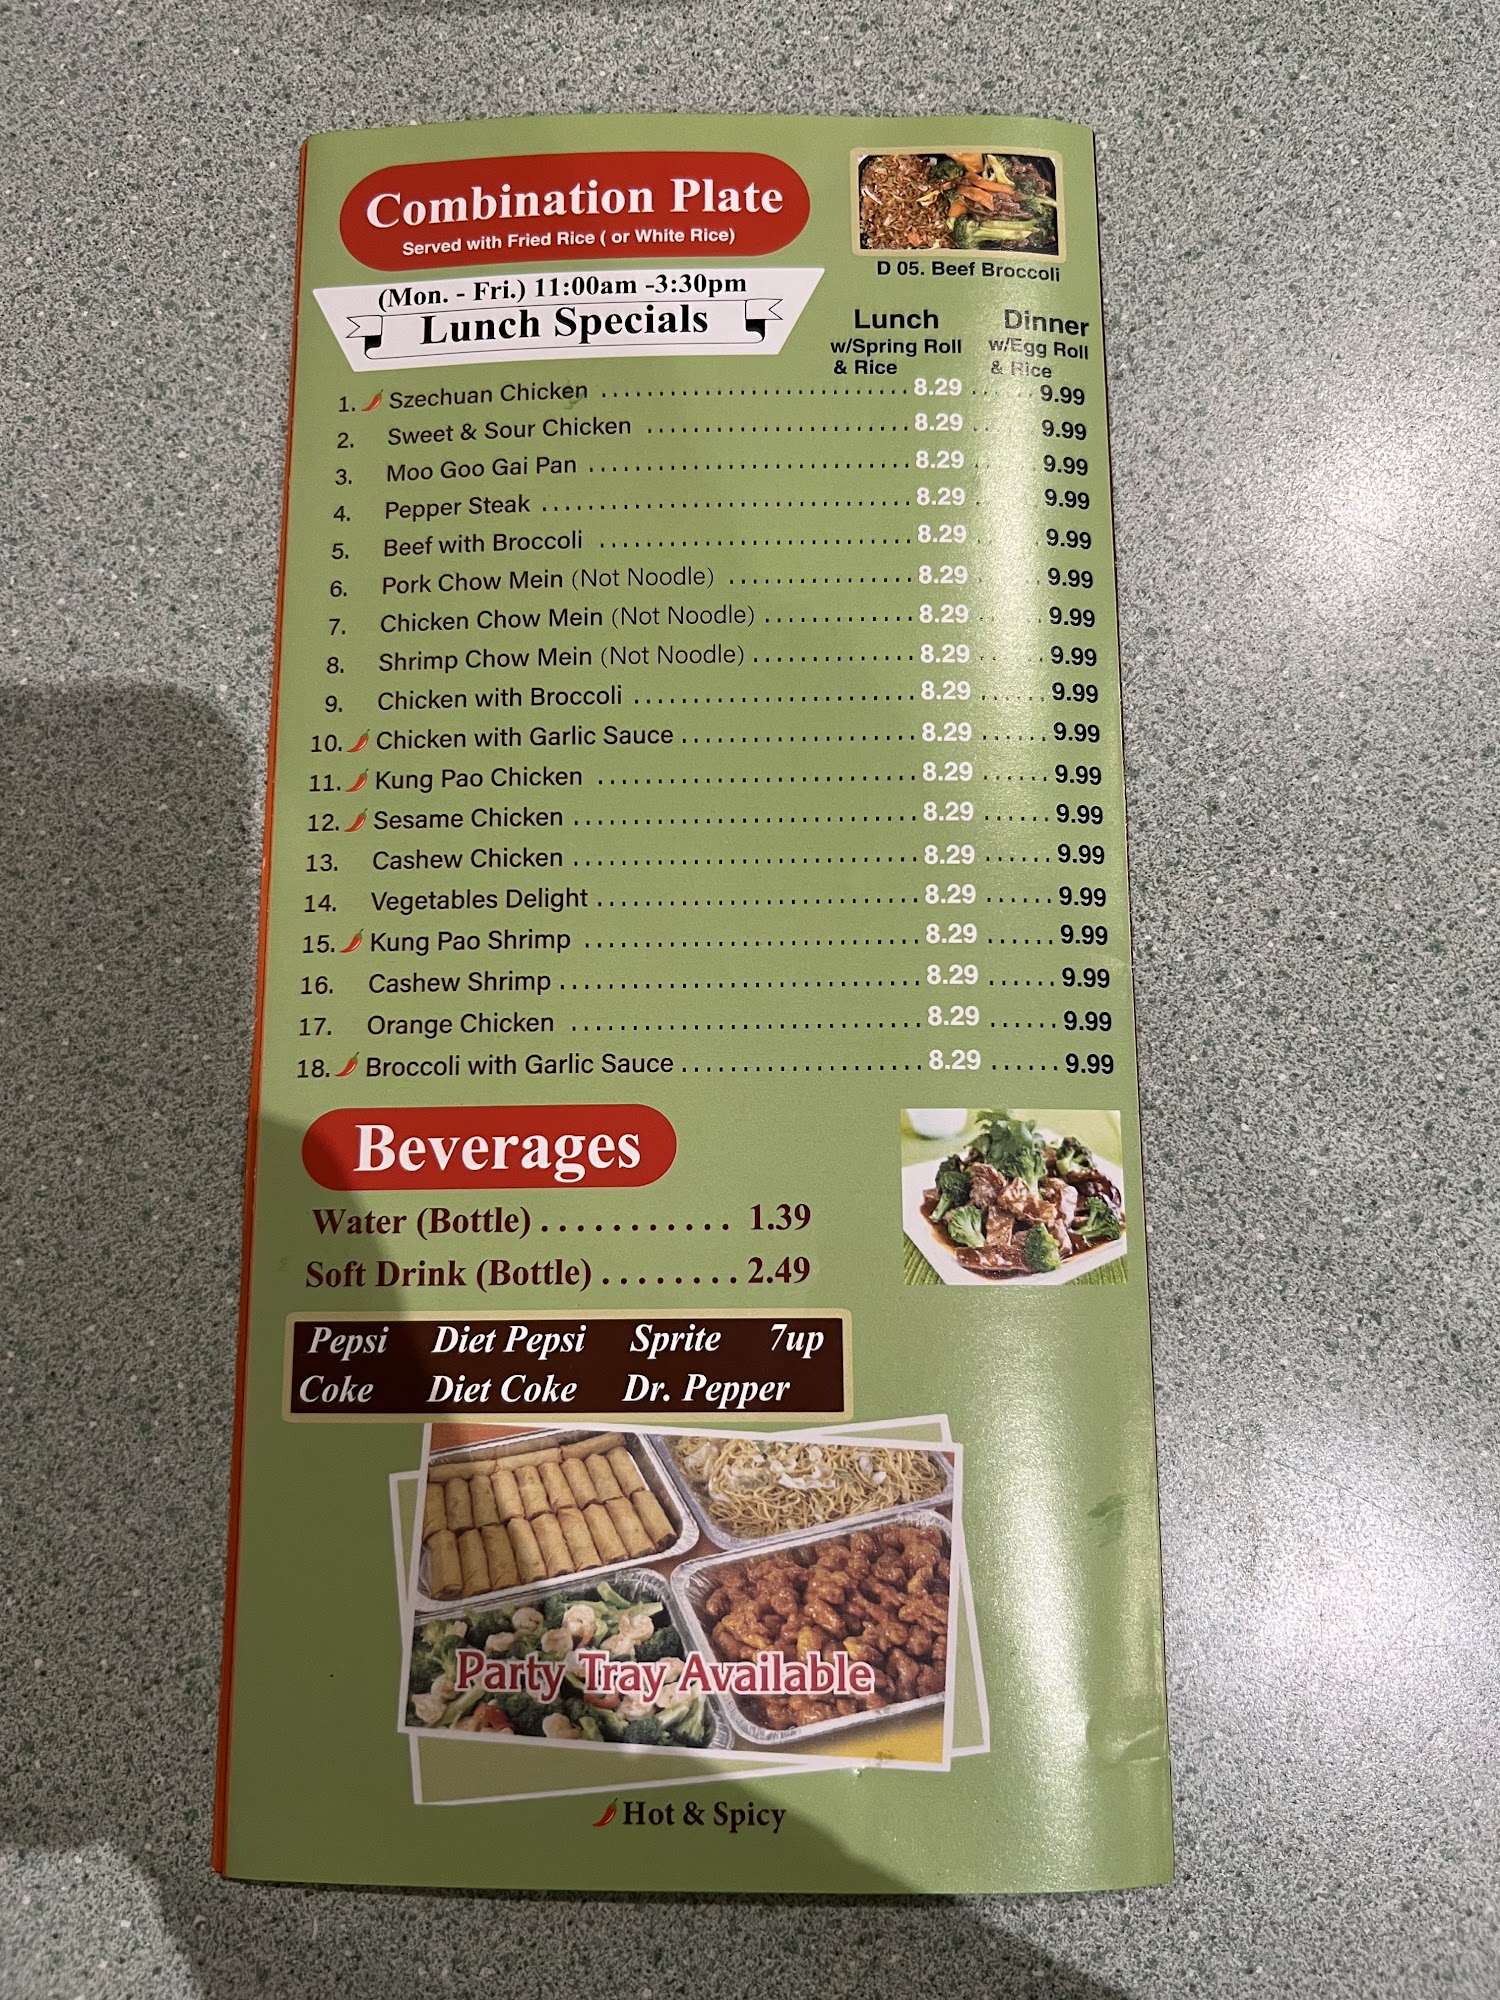 Combination Plate
Served with Fried Rice ( or White Rice)
D 05. Beef Broccoli
(Mon. - Fri.) 11:00am -3:30pm
Lunch Specials
Lunch Dinner
w/Spring Roll w/Egg Roll
& Rice & Rice
1. Szechuan Chicken 8.29 9.99
2. Sweet & Sour Chicken 8.29 9.99
3. Moo Goo Gai Pan 8.29 9.99
4. Pepper Steak 8.29 9.99
5. Beef with Broccoli 8.29 9.99
6. Pork Chow Mein (Not Noodle) 8.29 9.99
7. Chicken Chow Mein (Not Noodle) 8.29 9.99
8. Shrimp Chow Mein (Not Noodle) 8.29 9.99
9. Chicken with Broccoli 8.29 9.99
10. Chicken with Garlic Sauce 8.29 9.99
11. Kung Pao Chicken 8.29 9.99
12. Sesame Chicken 8.29 9.99
13. Cashew Chicken 8.29 9.99
14. Vegetables Delight 8.29 9.99
15. Kung Pao Shrimp 8.29 9.99
16. Cashew Shrimp 8.29 9.99
17. Orange Chicken 8.29 9.99
18. Broccoli with Garlic Sauce 8.29 9.99
Beverages
Water (Bottle) 1.39
Soft Drink (Bottle) 2.49
Pepsi Diet Pepsi Sprite 7up
Coke Diet Coke Dr. Pepper
Party Tray Available
Hot & Spicy